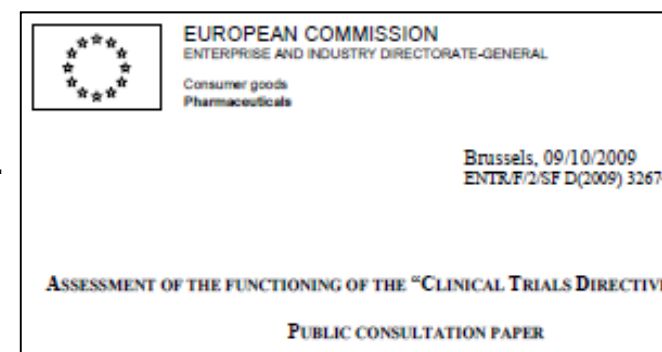 EUROPEAN COMMISSION
ENTERPRISE AND INDUSTRY DIRECTORATE-GENERAL
Consumer goods
Pharmaceuticals
Brussels, 09/10/2009
ENTR/F/2/SF D(2009) 3267
ASSESSMENT OF THE FUNCTIONING OF THE “CLINICAL TRIALS DIRECTIV
PUBLIC CONSULTATION PAPER